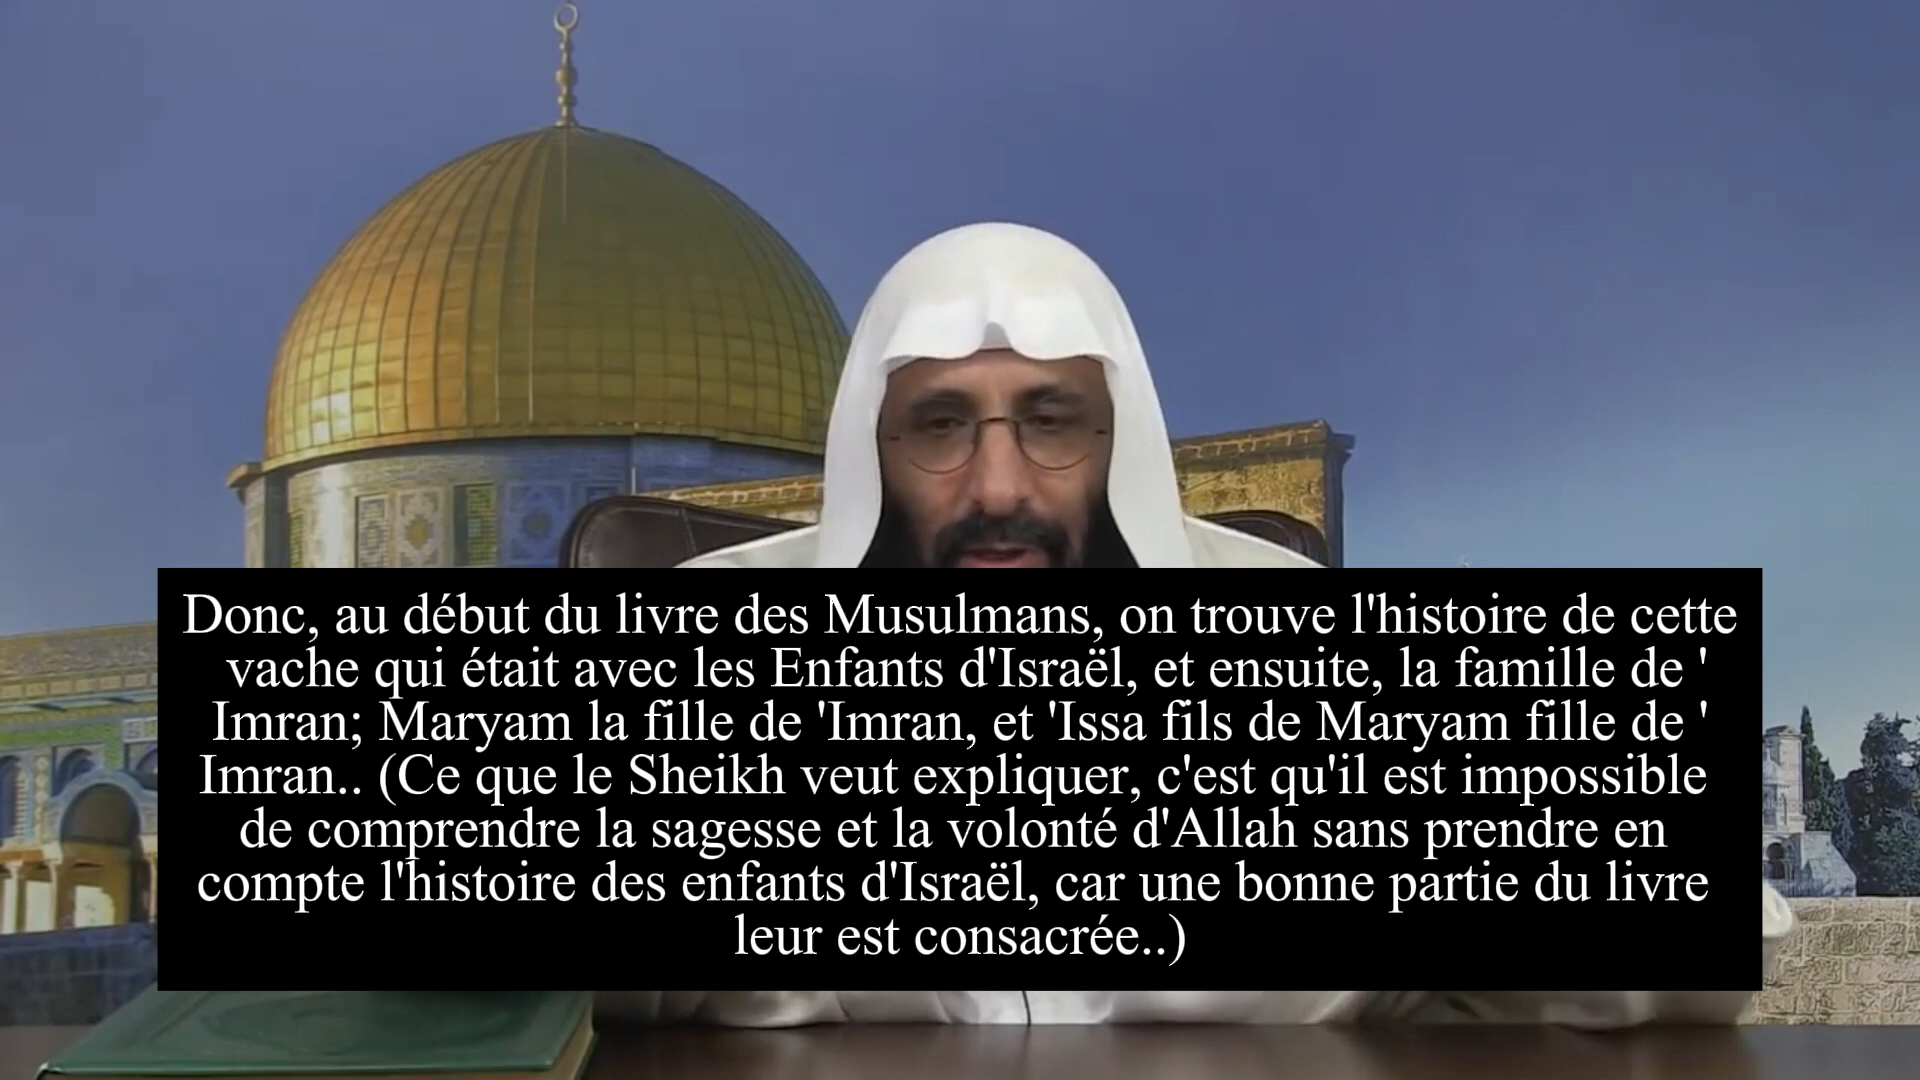 Donc, au début du livre des Musulmans, on trouve l'histoire de cette
vache qui était avec les Enfants d'Israël, et ensuite, la famille de '
Imran; Maryam la fille de 'Imran, et 'Issa fils de Maryam fille de '
Imran.. (Ce que le Sheikh veut expliquer, c'est qu'il est impossible
de comprendre la sagesse et la volonté d'Allah sans prendre en
compte l'histoire des enfants d'Israël, car une bonne partie du livre
leur est consacrée..)